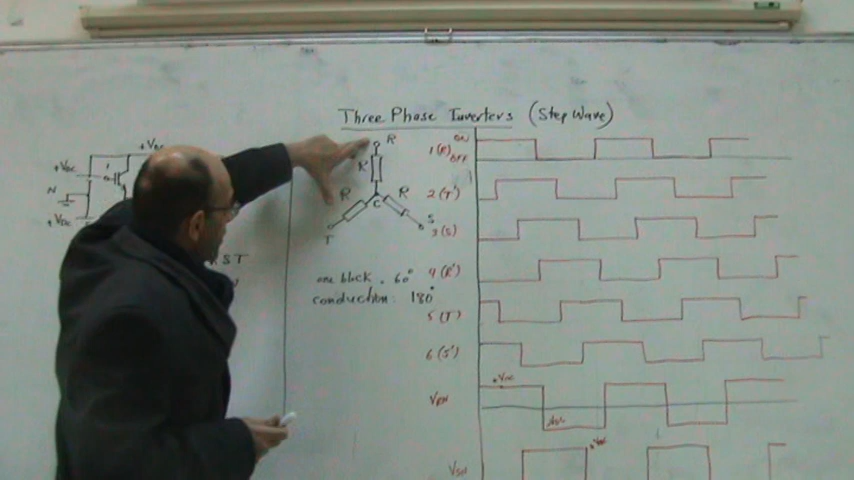 Three Phase Inverters (Step Wave)
+VDC
+VDC
1
N
+VDC
R S T
R
R
R
R
C
T
S
one block = 60°
conduction: 180°
1(R) ON
OFF
2(T')
3(S)
4(R')
5(T)
6(S')
VRN
+VDC
VSN
+VDC